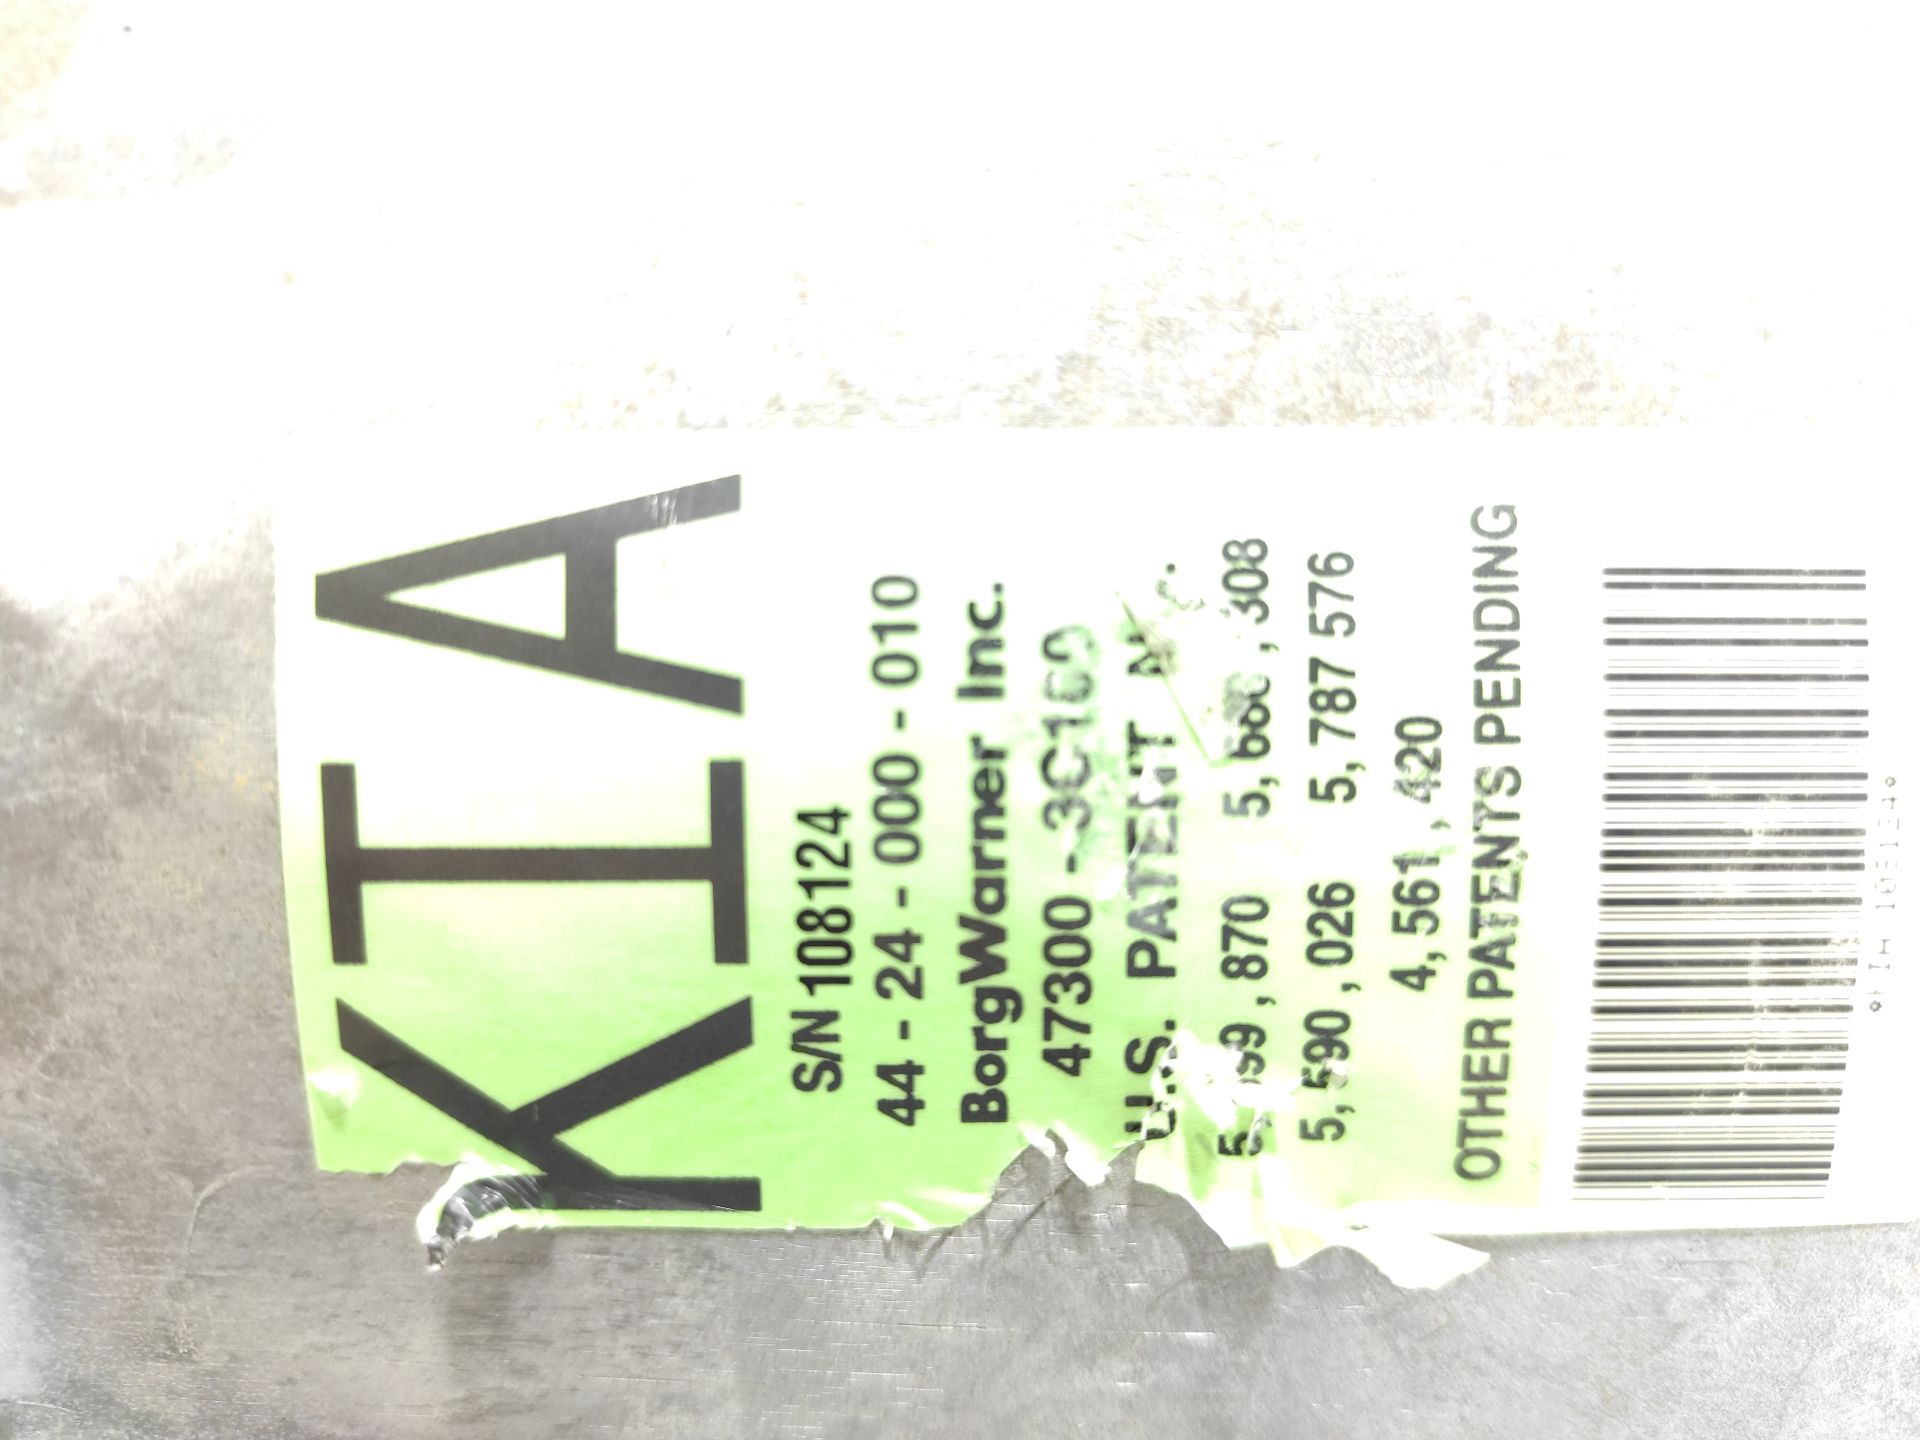 KIA
S/N 108124
44 - 24 - 000 - 010
BorgWarner Inc.
47300 - 3C100
U.S. PATENT
,870 5, ,308
5,590,026 5,787 576
4,561,420
OTHER PATENTS PENDING